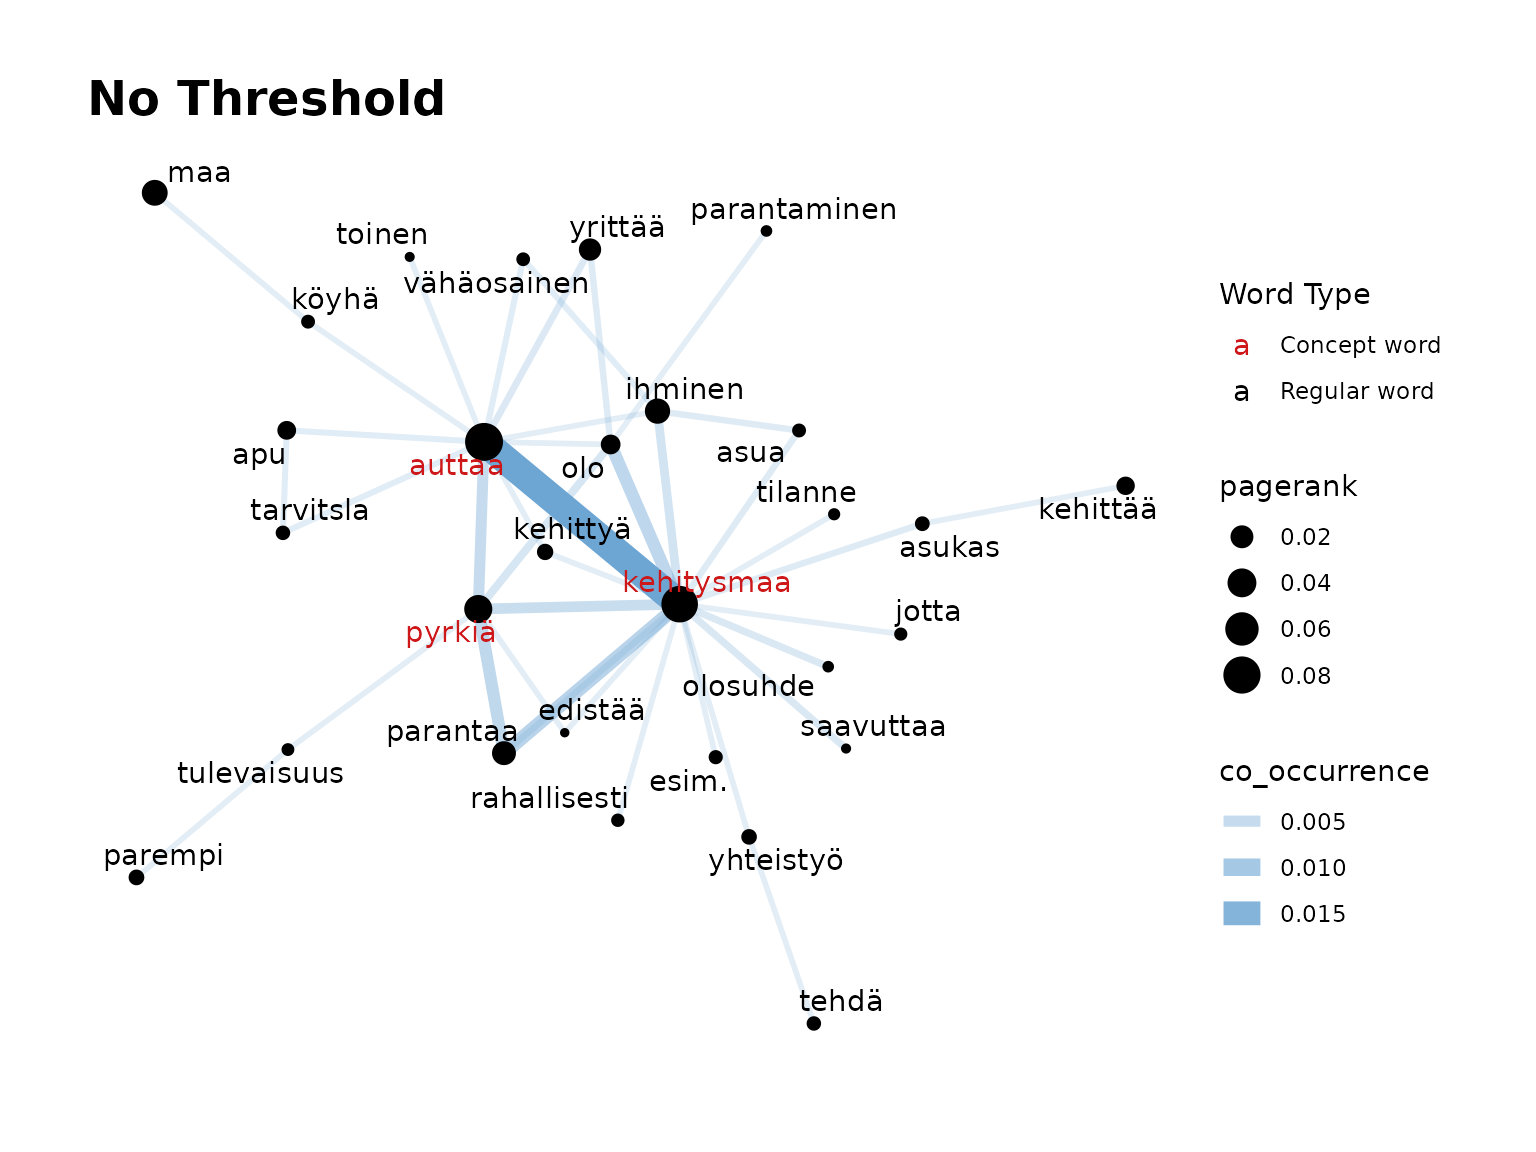 No Threshold
maa
parantaminen
yrittää
toinen
vähäosainen
köyhä
ihminen
asua
apu
auttaa
olo
tilanne
tarvitsla
kehittää
kehittyä
asukas
kehitysmaa
jotta
pyrkiä
olosuhde
edistää
saavuttaa
parantaa
tulevaisuus
esim.
rahallisesti
parempi
yhteistyö
tehdä
Word Type
a Concept word
a Regular word
pagerank
0.02
0.04
0.06
0.08
co_occurrence
0.005
0.010
0.015